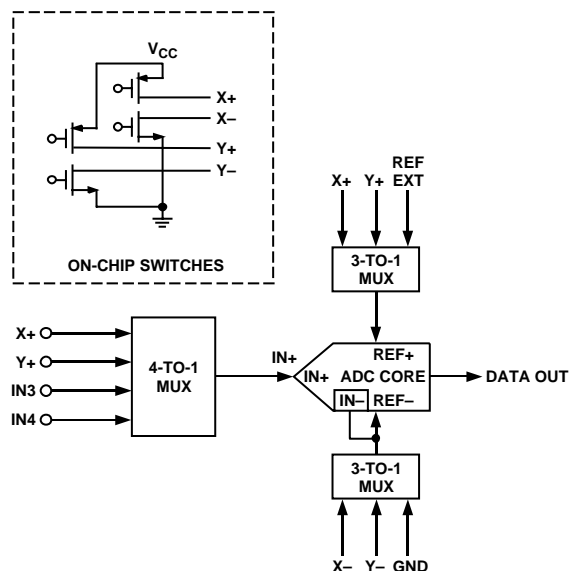 VCC
X+
X–
Y+
Y–
ON-CHIP SWITCHES
X+ Y+ REF EXT
3-TO-1
MUX
X+
Y+
IN3
IN4
4-TO-1
MUX
IN+
IN+
REF+
ADC CORE
IN– REF–
DATA OUT
3-TO-1
MUX
X– Y– GND